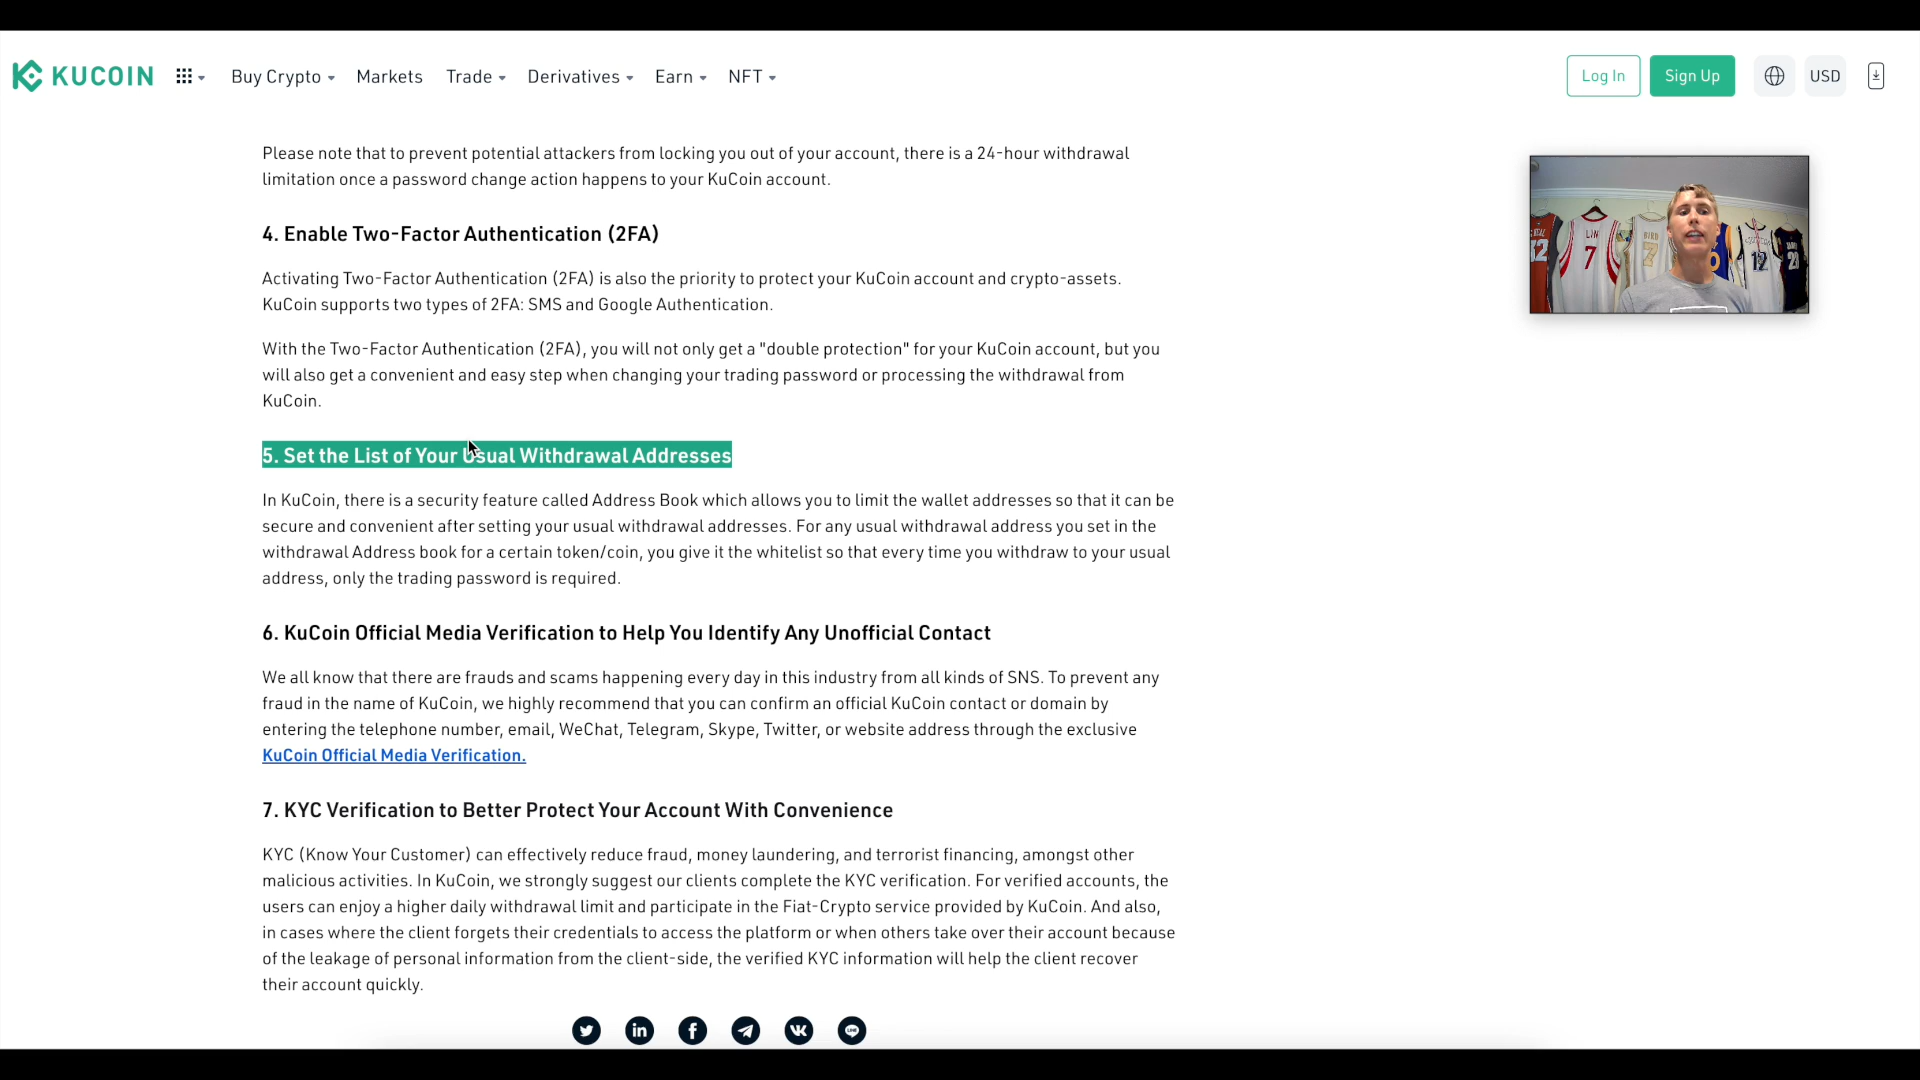 KUCOIN
Buy Crypto
Markets
Trade
Derivatives
Earn
NFT
Log In
Sign Up
USD
Please note that to prevent potential attackers from locking you out of your account, there is a 24-hour withdrawal
limitation once a password change action happens to your KuCoin account.
4. Enable Two-Factor Authentication (2FA)
Activating Two-Factor Authentication (2FA) is also the priority to protect your KuCoin account and crypto-assets.
KuCoin supports two types of 2FA: SMS and Google Authentication.
With the Two-Factor Authentication (2FA), you will not only get a "double protection" for your KuCoin account, but you
will also get a convenient and easy step when changing your trading password or processing the withdrawal from
KuCoin.
5. Set the List of Your Usual Withdrawal Addresses
In KuCoin, there is a security feature called Address Book which allows you to limit the wallet addresses so that it can be
secure and convenient after setting your usual withdrawal addresses. For any usual withdrawal address you set in the
withdrawal Address book for a certain token/coin, you give it the whitelist so that every time you withdraw to your usual
address, only the trading password is required.
6. KuCoin Official Media Verification to Help You Identify Any Unofficial Contact
We all know that there are frauds and scams happening every day in this industry from all kinds of SNS. To prevent any
fraud in the name of KuCoin, we highly recommend that you can confirm an official KuCoin contact or domain by
entering the telephone number, email, WeChat, Telegram, Skype, Twitter, or website address through the exclusive
KuCoin Official Media Verification.
7. KYC Verification to Better Protect Your Account With Convenience
KYC (Know Your Customer) can effectively reduce fraud, money laundering, and terrorist financing, amongst other
malicious activities. In KuCoin, we strongly suggest our clients complete the KYC verification. For verified accounts, the
users can enjoy a higher daily withdrawal limit and participate in the Fiat-Crypto service provided by KuCoin. And also,
in cases where the client forgets their credentials to access the platform or when others take over their account because
of the leakage of personal information from the client-side, the verified KYC information will help the client recover
their account quickly.
BIRD
7
7
12